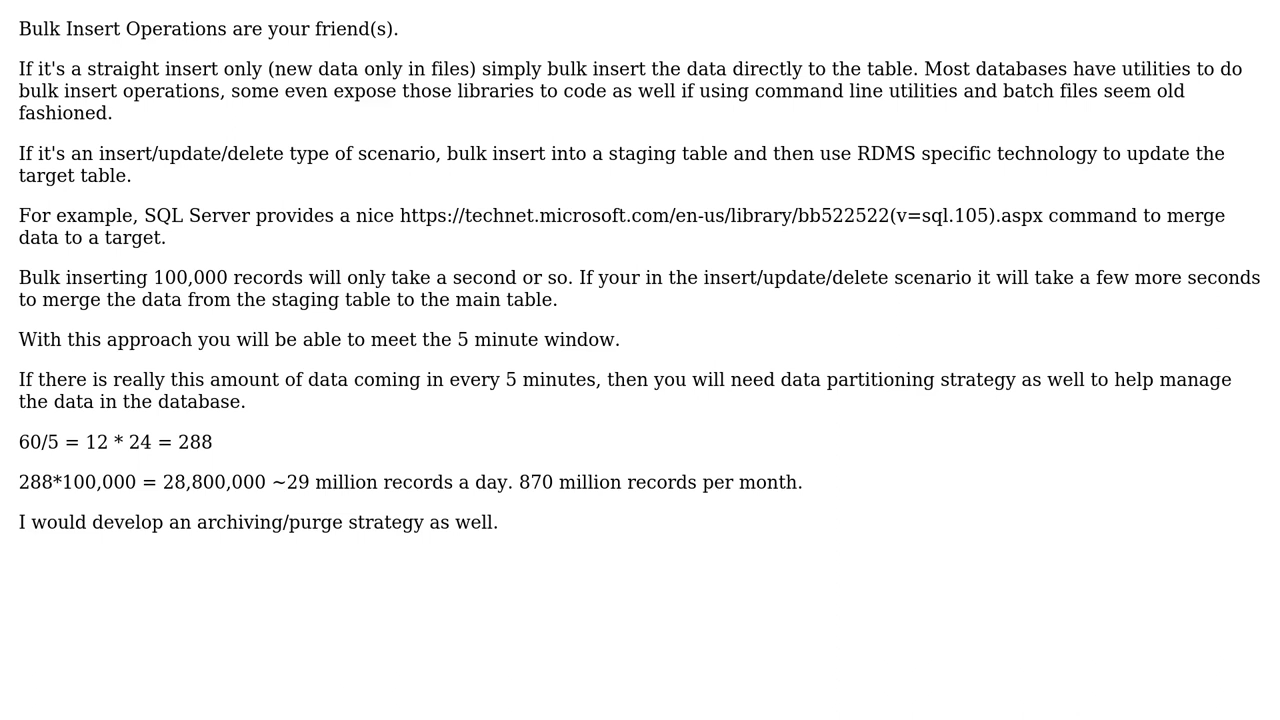 Bulk Insert Operations are your friend(s).
If it's a straight insert only (new data only in files) simply bulk insert the data directly to the table. Most databases have utilities to do
bulk insert operations, some even expose those libraries to code as well if using command line utilities and batch files seem old
fashioned.
If it's an insert/update/delete type of scenario, bulk insert into a staging table and then use RDMS specific technology to update the
target table.
For example, SQL Server provides a nice https://technet.microsoft.com/en-us/library/bb522522(v=sql.105).aspx command to merge
data to a target.
Bulk inserting 100,000 records will only take a second or so. If your in the insert/update/delete scenario it will take a few more seconds
to merge the data from the staging table to the main table.
With this approach you will be able to meet the 5 minute window.
If there is really this amount of data coming in every 5 minutes, then you will need data partitioning strategy as well to help manage
the data in the database.
60/5 = 12 * 24 = 288
288*100,000 = 28,800,000 ~29 million records a day. 870 million records per month.
I would develop an archiving/purge strategy as well.